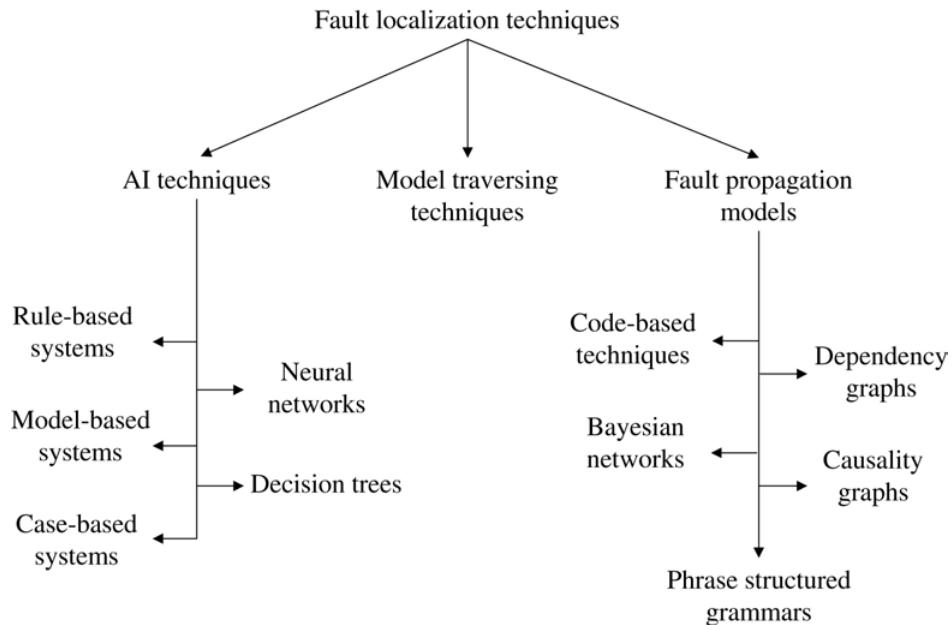 Fault localization techniques
AI techniques
Model traversing
techniques
Fault propagation
models
Rule-based
systems
Neural
networks
Model-based
systems
Decision trees
Case-based
systems
Code-based
techniques
Dependency
graphs
Bayesian
networks
Causality
graphs
Phrase structured
grammars